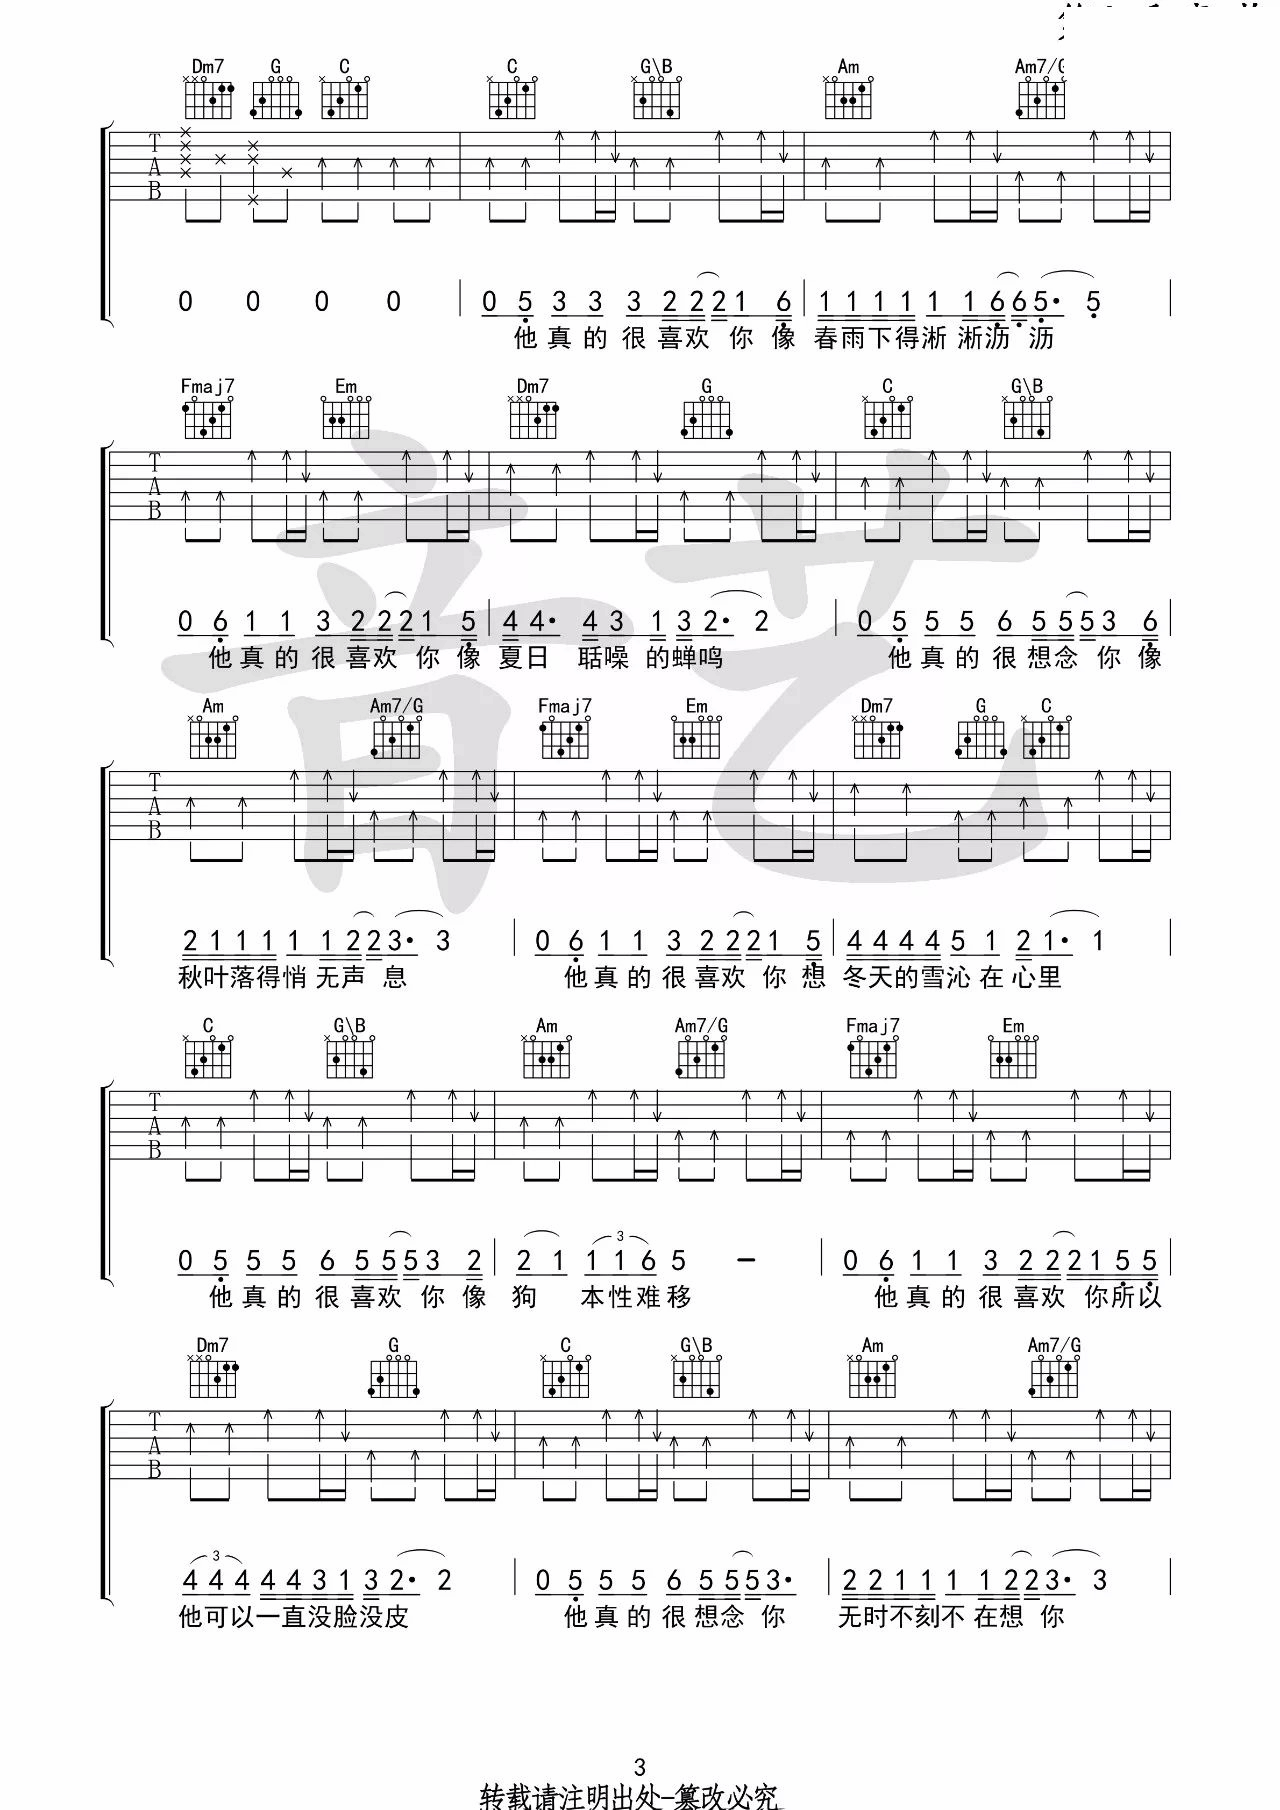 Dm7 G C C G\B Am Am7/G
T
A
B
0 0 0 0 0 5 3 3 3 2 2 2 1 6 1 1 1 1 1 1 6 6 5· 5
他真的很喜欢你像 春雨下得淅淅沥沥
Fmaj7 Em Dm7 G C G\B
T
A
B
0 6 1 1 3 2 2 2 1 5 4 4· 4 3 1 3 2· 2 0 5 5 5 6 5 5 5 3 6
他真的很喜欢你像夏日聒噪的蝉鸣 他真的很想念你像
Am Am7/G Fmaj7 Em Dm7 G C
T
A
B
2 1 1 1 1 1 2 2 3· 3 0 6 1 1 3 2 2 2 1 5 4 4 4 4 5 1 2 1· 1
秋叶落得悄无声息 他真的很喜欢你想 冬天的雪沁在心里
C G\B Am Am7/G Fmaj7 Em
T
A
B
0 5 5 5 6 5 5 5 3 2 2 1 3 1 1 6 5 - 0 6 1 1 3 2 2 2 1 5 5
他真的很喜欢你像 狗 本性难移 他真的很喜欢你所以
Dm7 G C G\B Am Am7/G
T
A
B
3 4 4 4 4 4 3 1 3 2· 2 0 5 5 5 6 5 5 5 3· 2 2 1 1 1 1 2 2 3· 3
他可以一直没脸没皮 他真的很想念你 无时不刻不在想你
3
转载请注明出处-篡改必究
音艺